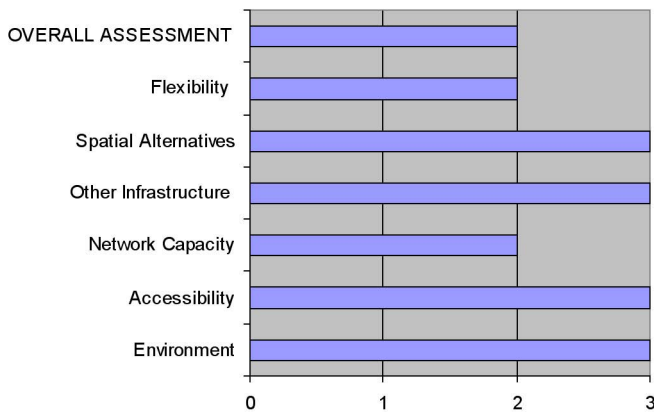 OVERALL ASSESSMENT
Flexibility
Spatial Alternatives
Other Infrastructure
Network Capacity
Accessibility
Environment
0 1 2 3